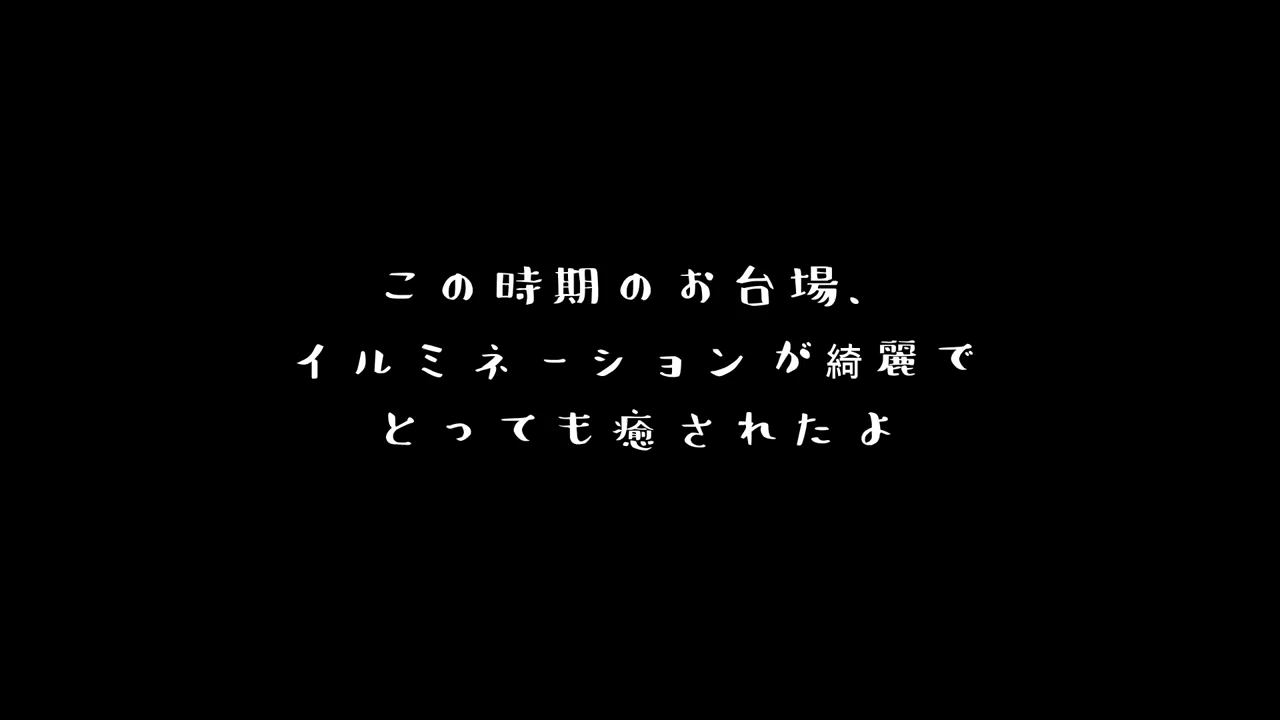 この時期のお台場、
イルミネーションが綺麗で
とっても癒されたよ